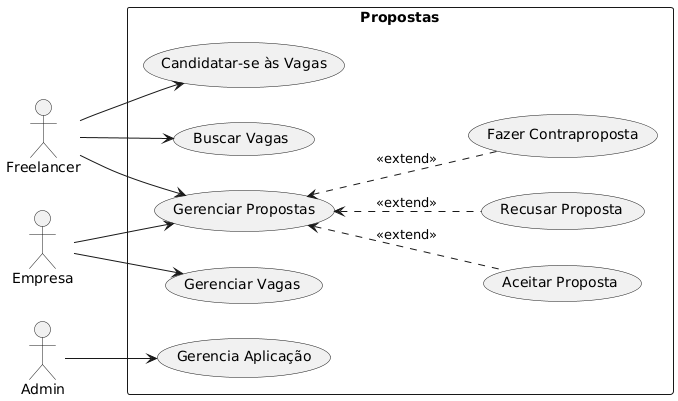 Propostas
Candidatar-se às Vagas
Buscar Vagas
Gerenciar Propostas
Gerenciar Vagas
Gerencia Aplicação
Freelancer
Empresa
Admin
«extend»
«extend»
«extend»
Fazer Contraproposta
Recusar Proposta
Aceitar Proposta